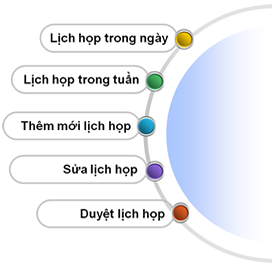 Lịch họp trong ngày
Lịch họp trong tuần
Thêm mới lịch họp
Sửa lịch họp
Duyệt lịch họp